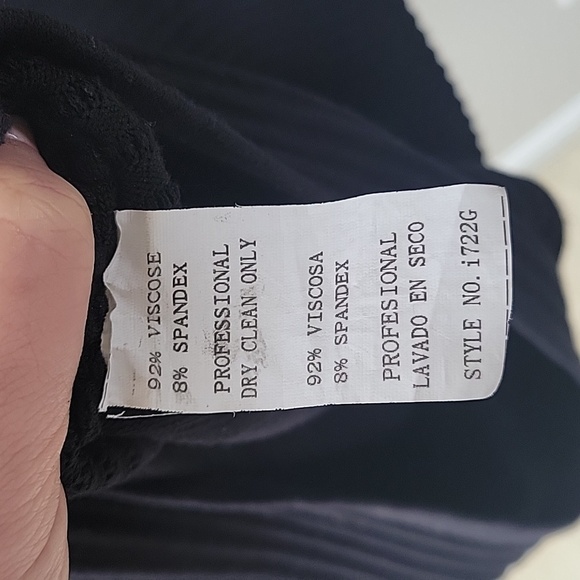 92% VISCOSE
8% SPANDEX
PROFESSIONAL
DRY CLEAN ONLY
92% VISCOSA
8% SPANDEX
PROFESIONAL
LAVADO EN SECO
STYLE NO. i722G